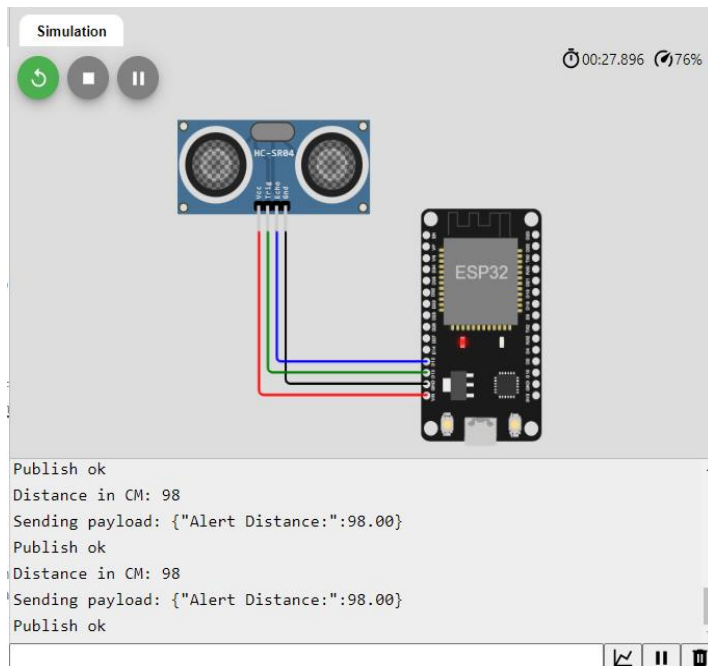 Simulation
00:27.896 76%
HC-SR04
Vcc
Trig
Echo
Gnd
ESP32
Publish ok
Distance in CM: 98
Sending payload: {"Alert Distance:":98.00}
Publish ok
Distance in CM: 98
Sending payload: {"Alert Distance:":98.00}
Publish ok